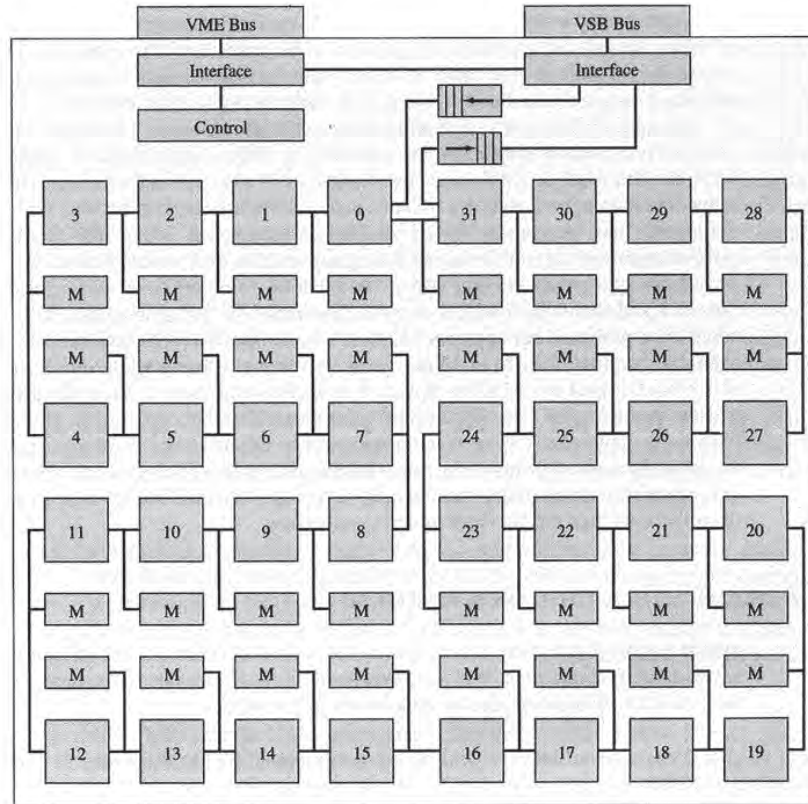 VME Bus VSB Bus
Interface Interface
Control
3 2 1 0 31 30 29 28
M M M M M M M M
M M M M M M M M
4 5 6 7 24 25 26 27
11 10 9 8 23 22 21 20
M M M M M M M M
M M M M M M M M
12 13 14 15 16 17 18 19